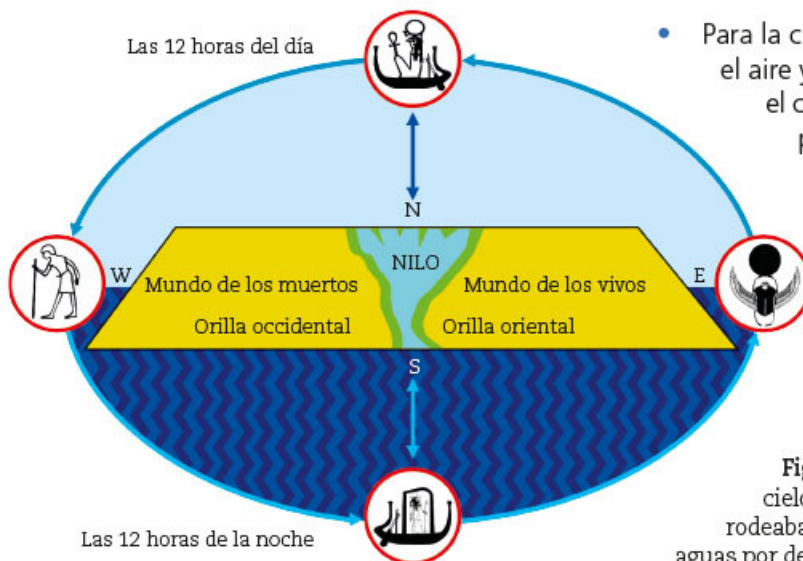 Las 12 horas del día
Para la c
el aire y
el c
p
N
NILO
W
E
Mundo de los muertos
Mundo de los vivos
Orilla occidental
Orilla oriental
S
Las 12 horas de la noche
Fig
cielo
rodeaba
aguas por de